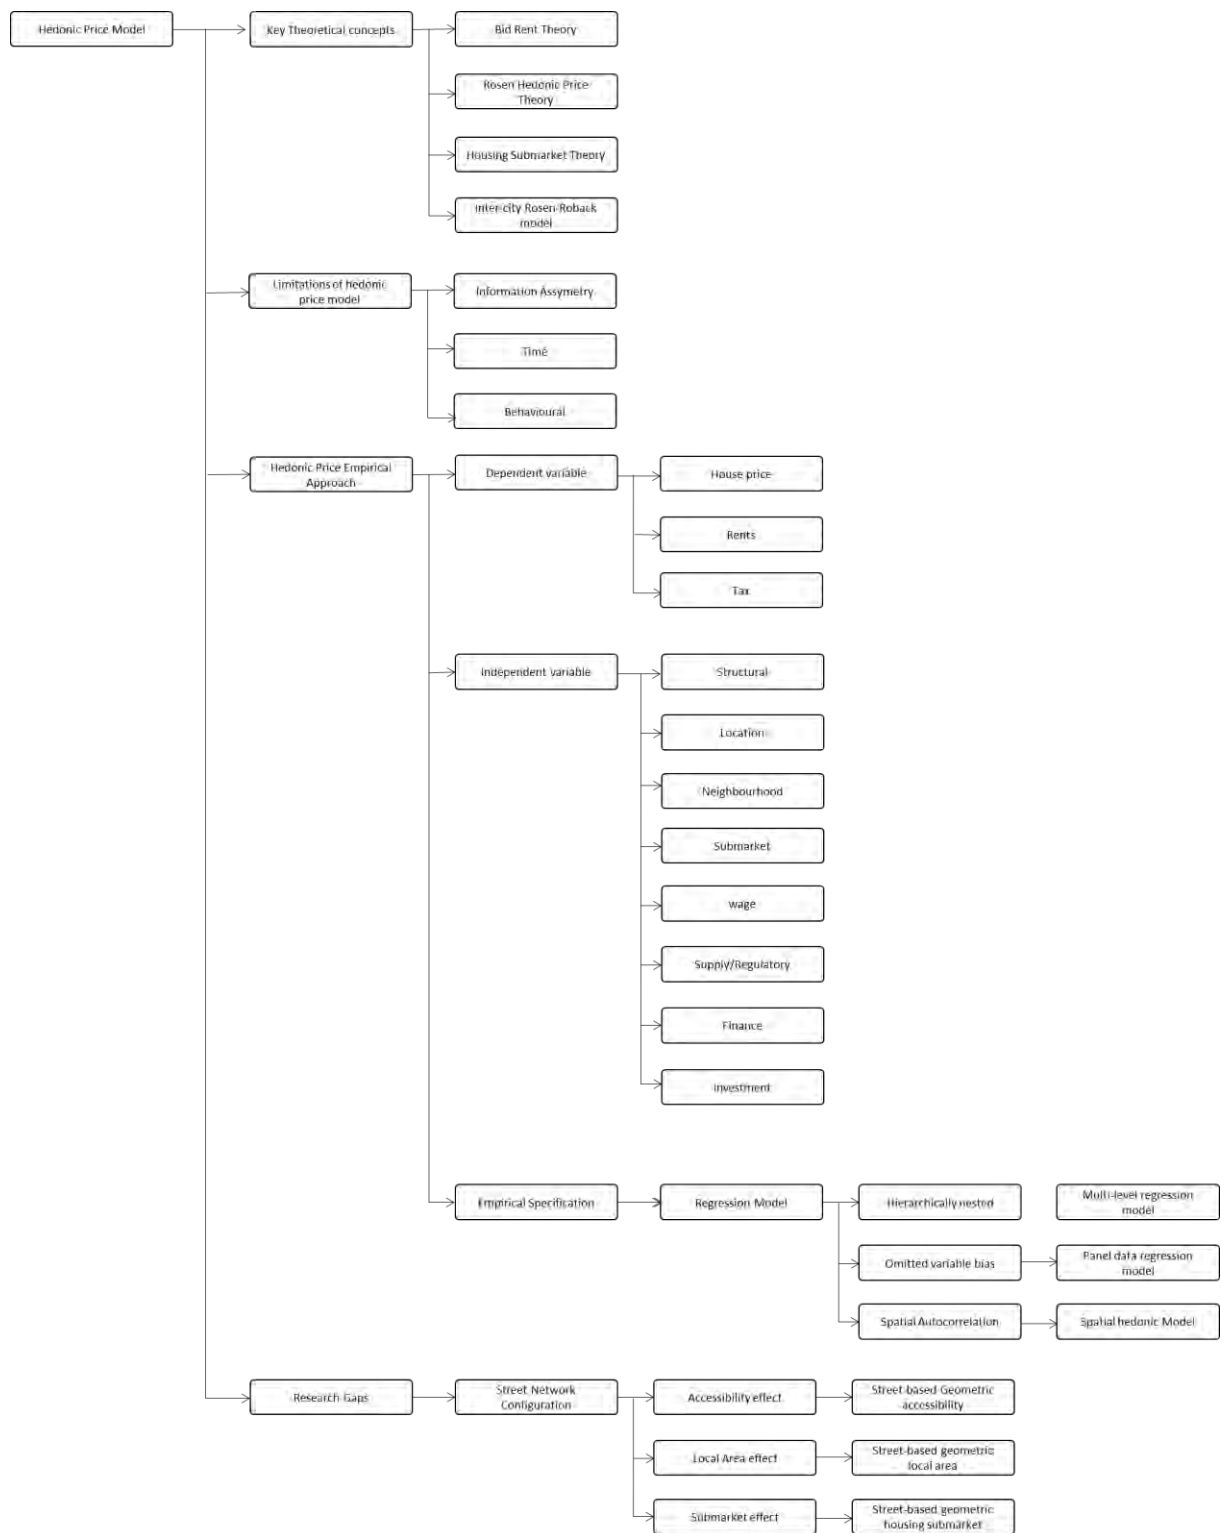 Hedonic Price Model
Key Theoretical concepts
Bid Rent Theory
Rosen Hedonic Price
Theory
Housing Submarket Theory
Inter-city Rosen-Roback
model
Limitations of hedonic
price model
Information Assymetry
Time
Behavioural
Hedonic Price Empirical
Approach
Dependent variable
House price
Rents
Tax
Independent variable
Structural
Location
Neighbourhood
Submarket
wage
Supply/Regulatory
Finance
Investment
Empirical Specification
Regression Model
Hierarchically nested
Multi-level regression
model
Omitted variable bias
Panel data regression
model
Spatial Autocorrelation
Spatial hedonic Model
Research Gaps
Street Network
Configuration
Accessibility effect
Street-based Geometric
accessibility
Local Area effect
Street-based geometric
local area
Submarket effect
Street-based geometric
housing submarket